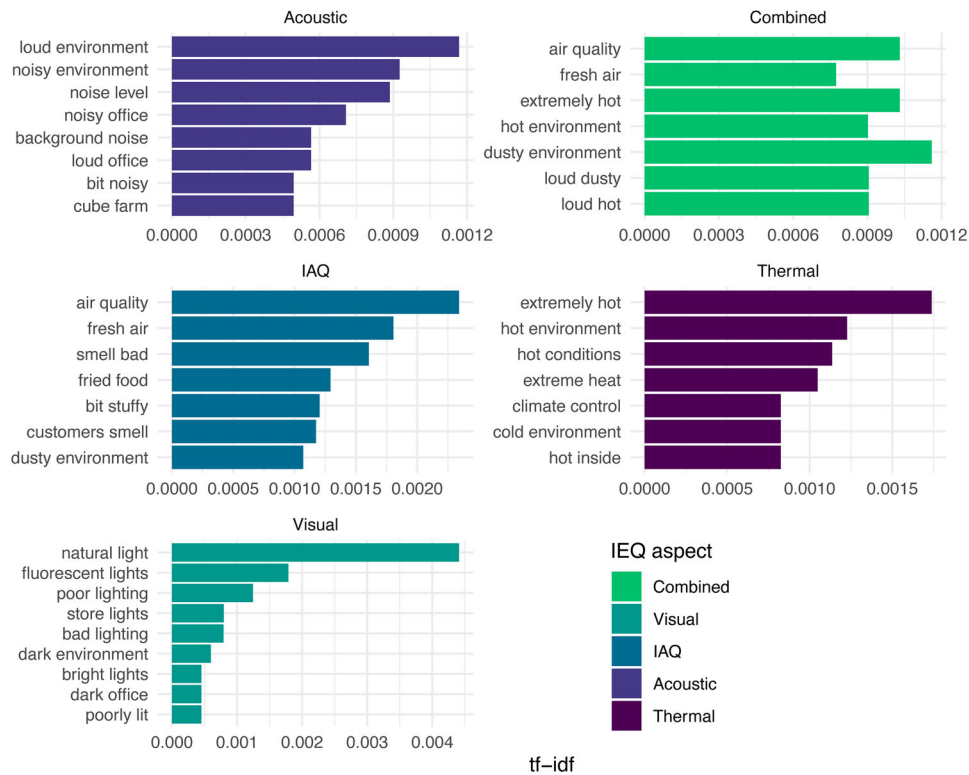 Acoustic
loud environment
noisy environment
noise level
noisy office
background noise
loud office
bit noisy
cube farm
0.0000 0.0003 0.0006 0.0009 0.0012
Combined
air quality
fresh air
extremely hot
hot environment
dusty environment
loud dusty
loud hot
0.0000 0.0003 0.0006 0.0009 0.0012
IAQ
air quality
fresh air
smell bad
fried food
bit stuffy
customers smell
dusty environment
0.0000 0.0005 0.0010 0.0015 0.0020
Thermal
extremely hot
hot environment
hot conditions
extreme heat
climate control
cold environment
hot inside
0.0000 0.0005 0.0010 0.0015
Visual
natural light
fluorescent lights
poor lighting
store lights
bad lighting
dark environment
bright lights
dark office
poorly lit
0.000 0.001 0.002 0.003 0.004
IEQ aspect
Combined
Visual
IAQ
Acoustic
Thermal
tf−idf